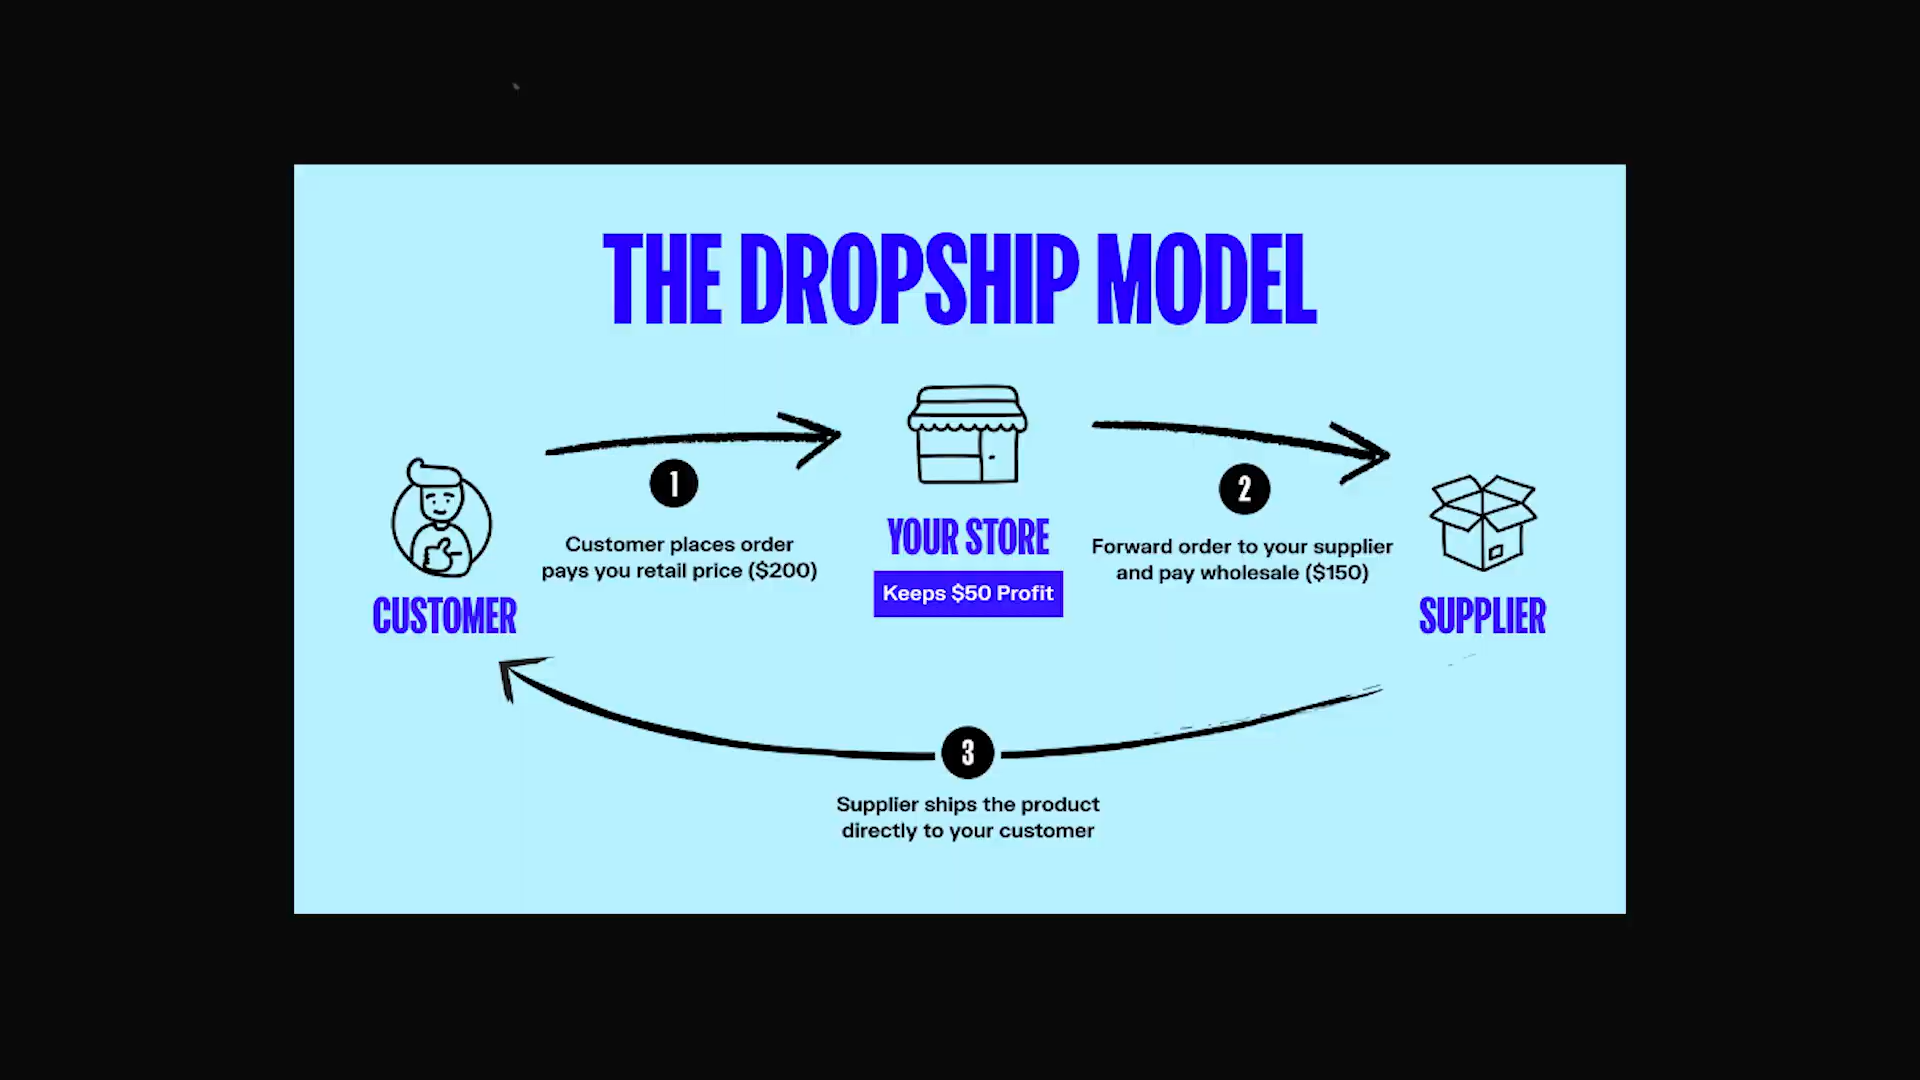 THE DROPSHIP MODEL
1
Customer places order
pays you retail price ($200)
YOUR STORE
Keeps $50 Profit
2
Forward order to your supplier
and pay wholesale ($150)
CUSTOMER
SUPPLIER
3
Supplier ships the product
directly to your customer